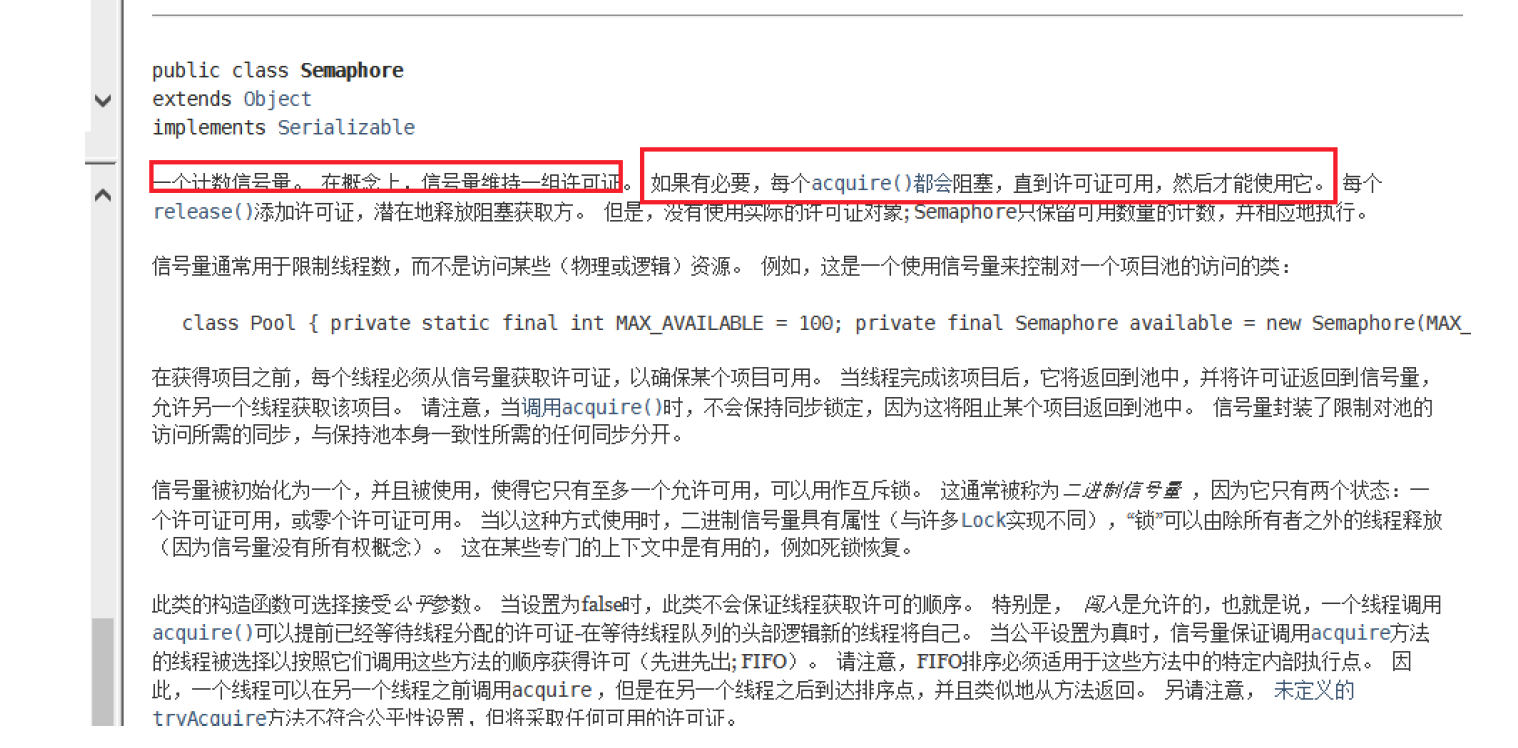 public class Semaphore
extends Object
implements Serializable
一个计数信号量。 在概念上，信号量维持一组许可证。 如果有必要，每个acquire()都会阻塞，直到许可证可用，然后才能使用它。 每个
release()添加许可证，潜在地释放阻塞获取方。 但是，没有使用实际的许可证对象;Semaphore只保留可用数量的计数，并相应地执行。
信号量通常用于限制线程数，而不是访问某些（物理或逻辑）资源。 例如，这是一个使用信号量来控制对一个项目池的访问的类：
class Pool { private static final int MAX_AVAILABLE = 100; private final Semaphore available = new Semaphore(MAX_
在获得项目之前，每个线程必须从信号量获取许可证，以确保某个项目可用。 当线程完成该项目后，它将返回到池中，并将许可证返回到信号量，
允许另一个线程获取该项目。 请注意，当调用acquire()时，不会保持同步锁定，因为这将阻止某个项目返回到池中。 信号量封装了限制对池的
访问所需的同步，与保持池本身一致性所需的任何同步分开。
信号量被初始化为一个，并且被使用，使得它只有至多一个允许可用，可以用作互斥锁。 这通常被称为二进制信号量 ，因为它只有两个状态：一
个许可证可用，或零个许可证可用。 当以这种方式使用时，二进制信号量具有属性（与许多Lock实现不同），“锁”可以由除所有者之外的线程释放
（因为信号量没有所有权概念）。 这在某些专门的上下文中是有用的，例如死锁恢复。
此类的构造函数可选择接受公平参数。 当设置为false时，此类不会保证线程获取许可的顺序。 特别是， 闯入是允许的，也就是说，一个线程调用
acquire()可以提前已经等待线程分配的许可证-在等待线程队列的头部逻辑新的线程将自己。 当公平设置为真时，信号量保证调用acquire方法
的线程被选择以按照它们调用这些方法的顺序获得许可（先进先出; FIFO）。 请注意，FIFO排序必须适用于这些方法中的特定内部执行点。 因
此，一个线程可以在另一个线程之前调用acquire ，但是在另一个线程之后到达排序点，并且类似地从方法返回。 另请注意， 未定义的
tryAcquire方法不符合公平性设置，但将采取任何可用的许可证。